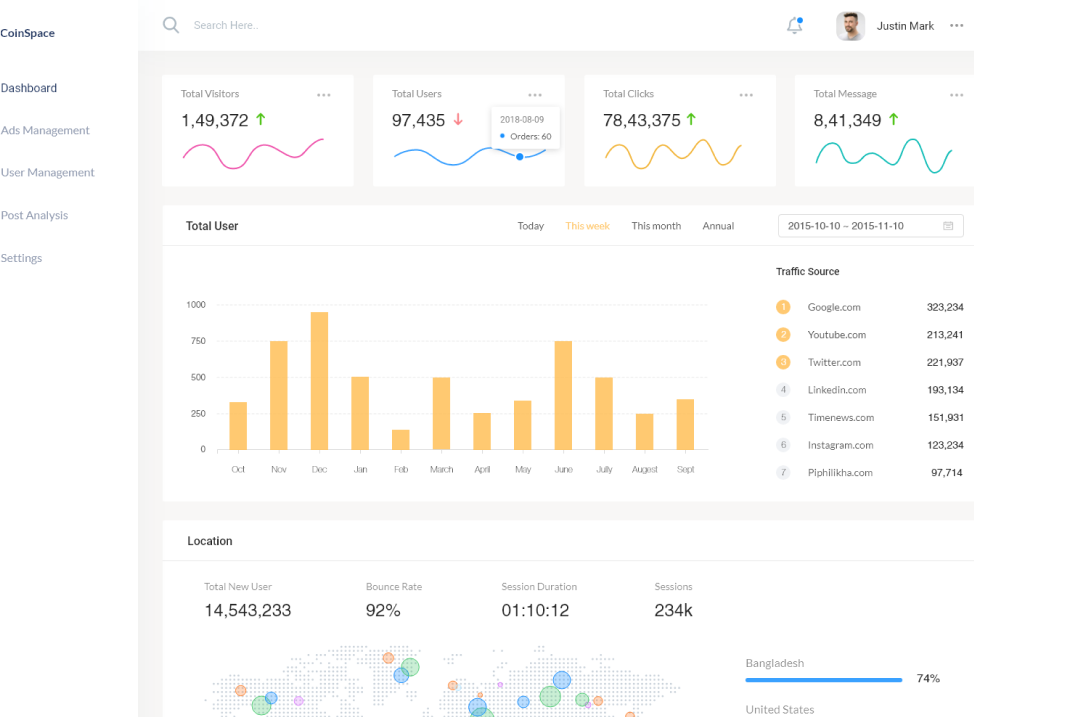 CoinSpace
Search Here..
Justin Mark
Dashboard
Ads Management
User Management
Post Analysis
Settings
Total Visitors
1,49,372
Total Users
97,435
2018-08-09
Orders: 60
Total Clicks
78,43,375
Total Message
8,41,349
Total User
Today This week This month Annual
2015-10-10 ~ 2015-11-10
1000
750
500
250
0
Oct Nov Dec Jan Feb March April May June Jully Augest Sept
Traffic Source
1 Google.com 323,234
2 Youtube.com 213,241
3 Twitter.com 221,937
4 Linkedin.com 193,134
5 Timenews.com 151,931
6 Instagram.com 123,234
7 Piphilikha.com 97,714
Location
Total New User
14,543,233
Bounce Rate
92%
Session Duration
01:10:12
Sessions
234k
Bangladesh
74%
United States